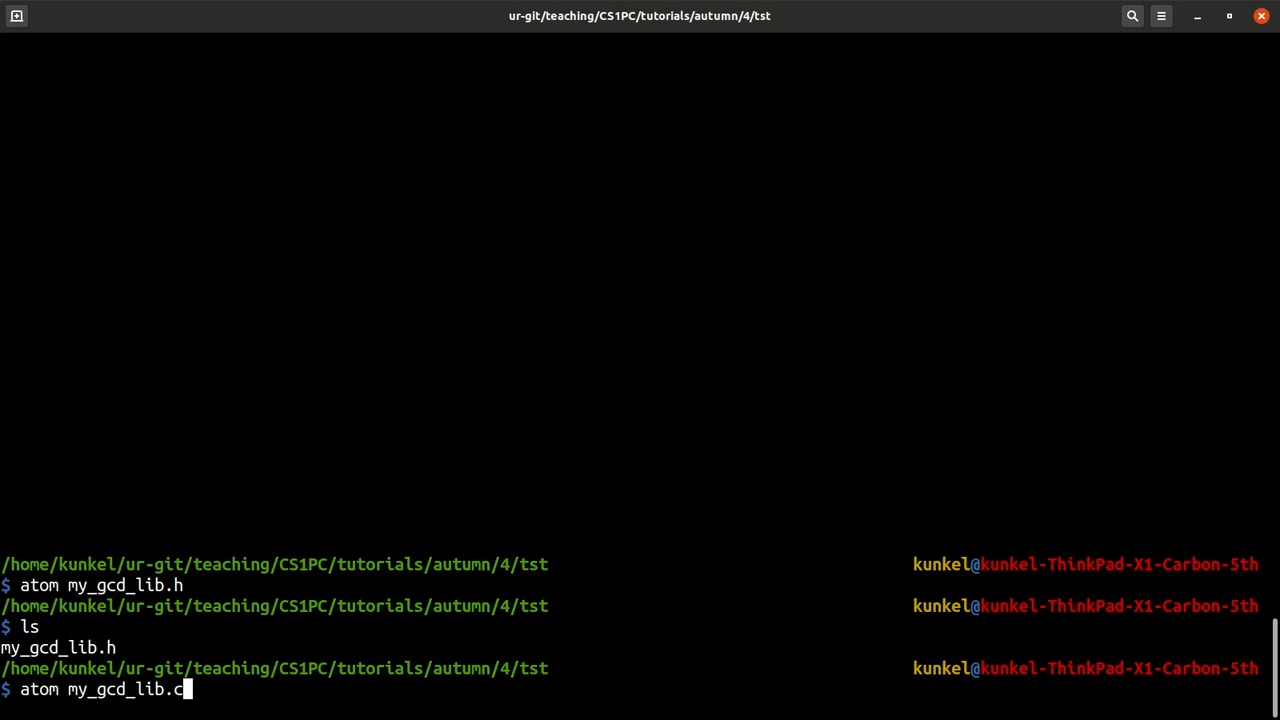 ur-git/teaching/CS1PC/tutorials/autumn/4/tst
/home/kunkel/ur-git/teaching/CS1PC/tutorials/autumn/4/tst kunkel@kunkel-ThinkPad-X1-Carbon-5th
$ atom my_gcd_lib.h
/home/kunkel/ur-git/teaching/CS1PC/tutorials/autumn/4/tst kunkel@kunkel-ThinkPad-X1-Carbon-5th
$ ls
my_gcd_lib.h
/home/kunkel/ur-git/teaching/CS1PC/tutorials/autumn/4/tst kunkel@kunkel-ThinkPad-X1-Carbon-5th
$ atom my_gcd_lib.c